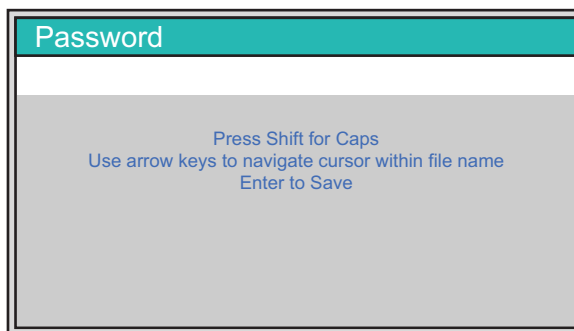 Password
Press Shift for Caps
Use arrow keys to navigate cursor within file name
Enter to Save